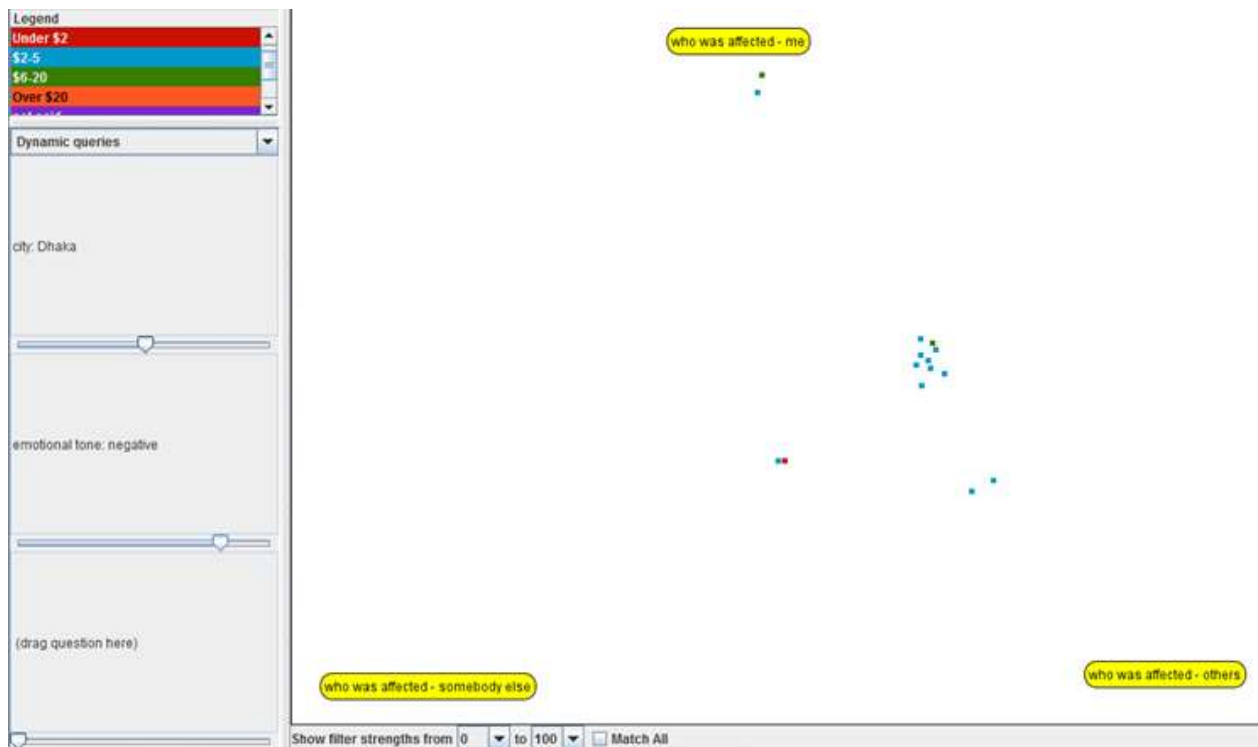 Legend
Under $2
$2-5
$6-20
Over $20
Dynamic queries
city: Dhaka
emotional tone: negative
(drag question here)
who was affected - me
who was affected - somebody else
who was affected - others
Show filter strengths from 0 to 100 Match All